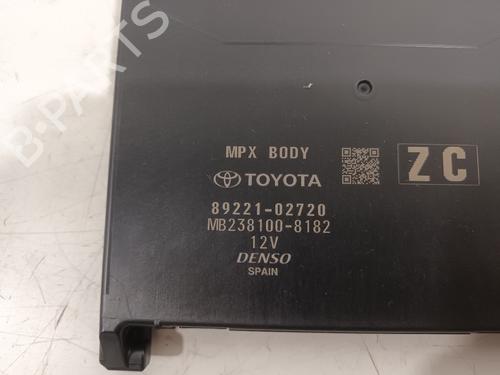 B-PARTS
MPX BODY
TOYOTA
ZC
89221-02720
MB238100-8182
12V
DENSO
SPAIN